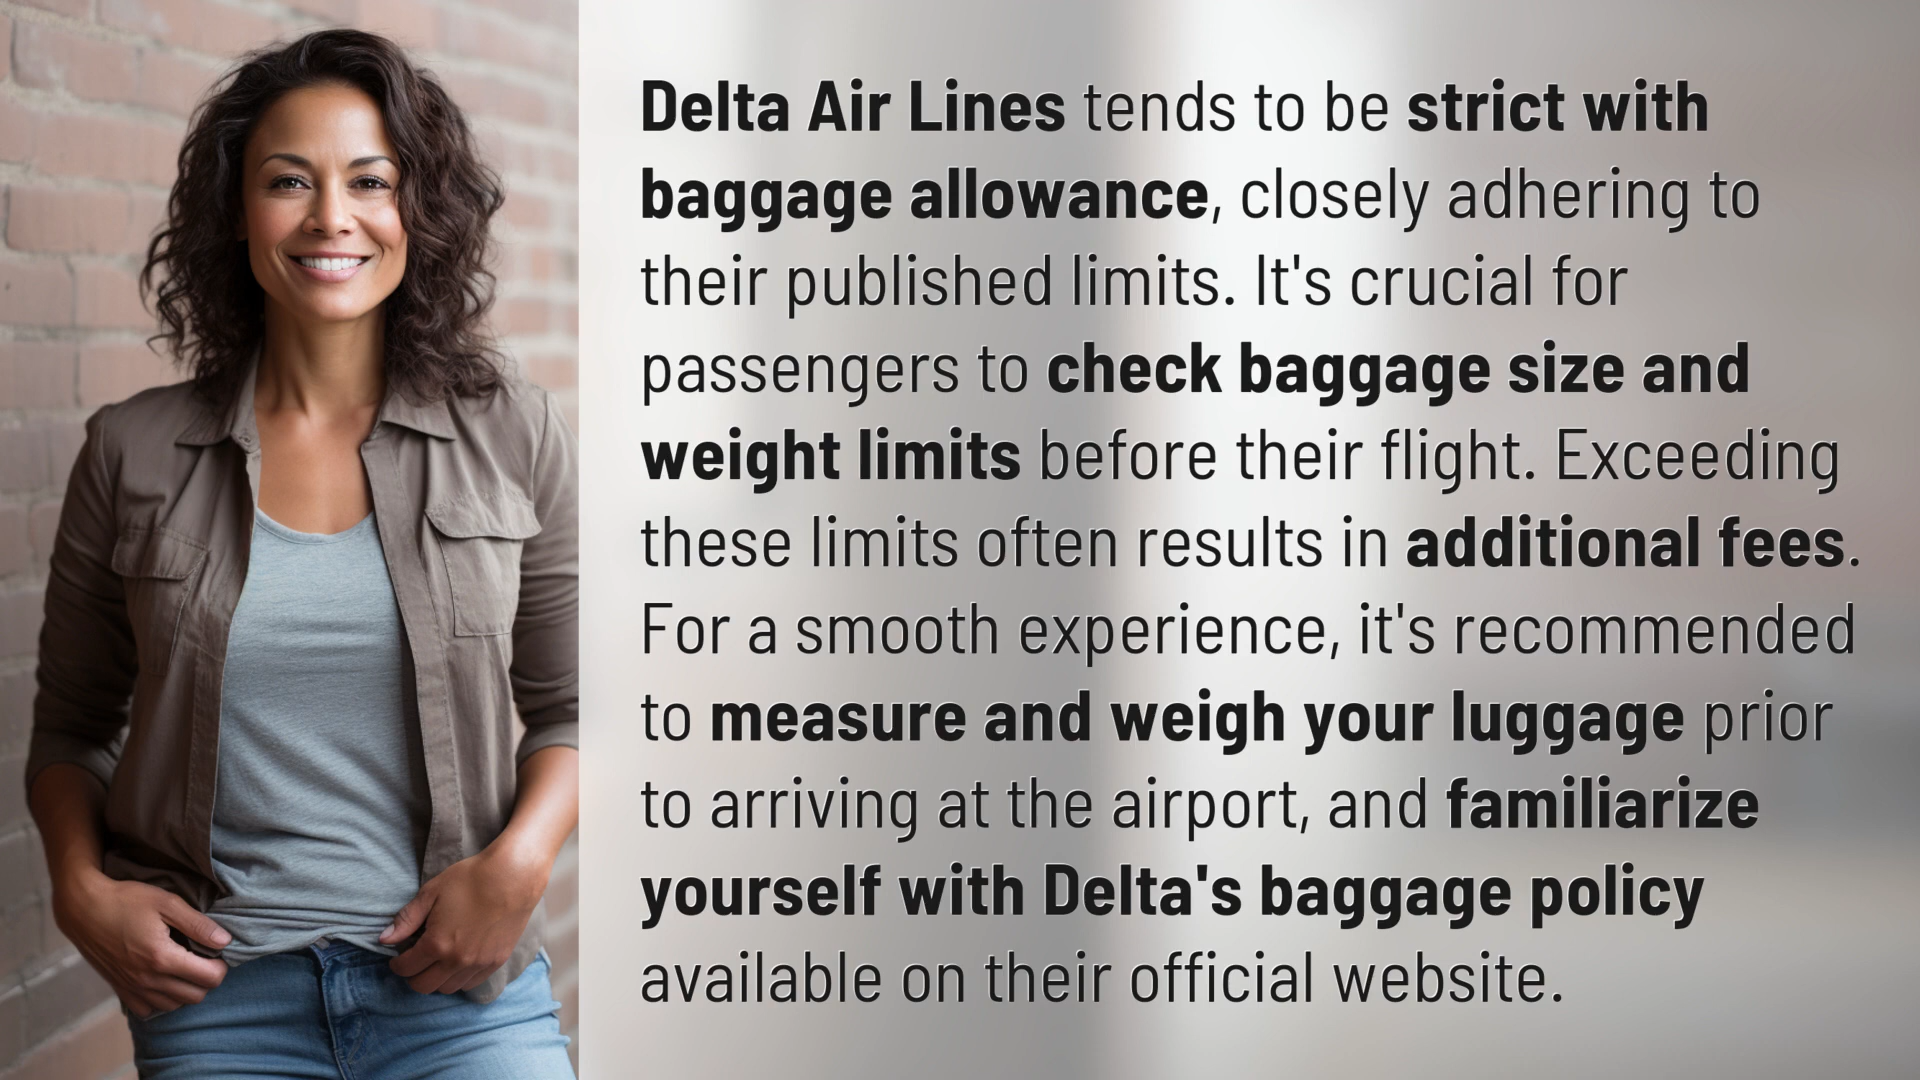 Delta Air Lines tends to be strict with
baggage allowance, closely adhering to
their published limits. It's crucial for
passengers to check baggage size and
weight limits before their flight. Exceeding
these limits often results in additional fees.
For a smooth experience, it's recommended
to measure and weigh your luggage prior
to arriving at the airport, and familiarize
yourself with Delta's baggage policy
available on their official website.